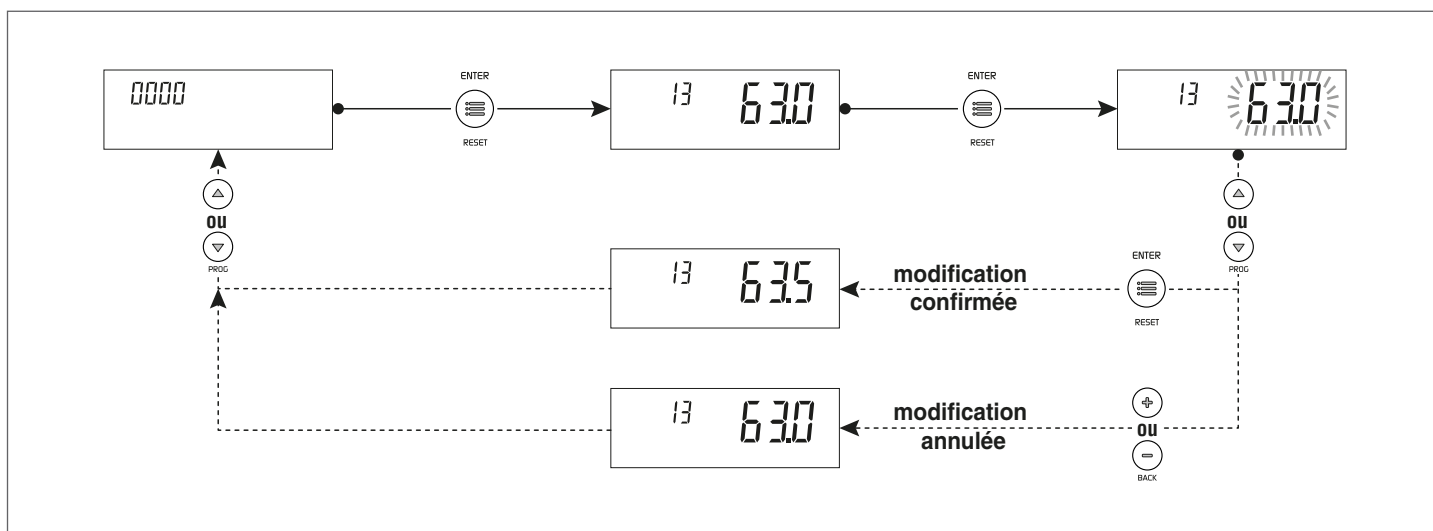 0000
ENTER
RESET
13 63.0
ENTER
RESET
13 63.0
ou
PROG
ou
PROG
13 63.5
modification
confirmée
ENTER
RESET
13 63.0
modification
annulée
ou
BACK